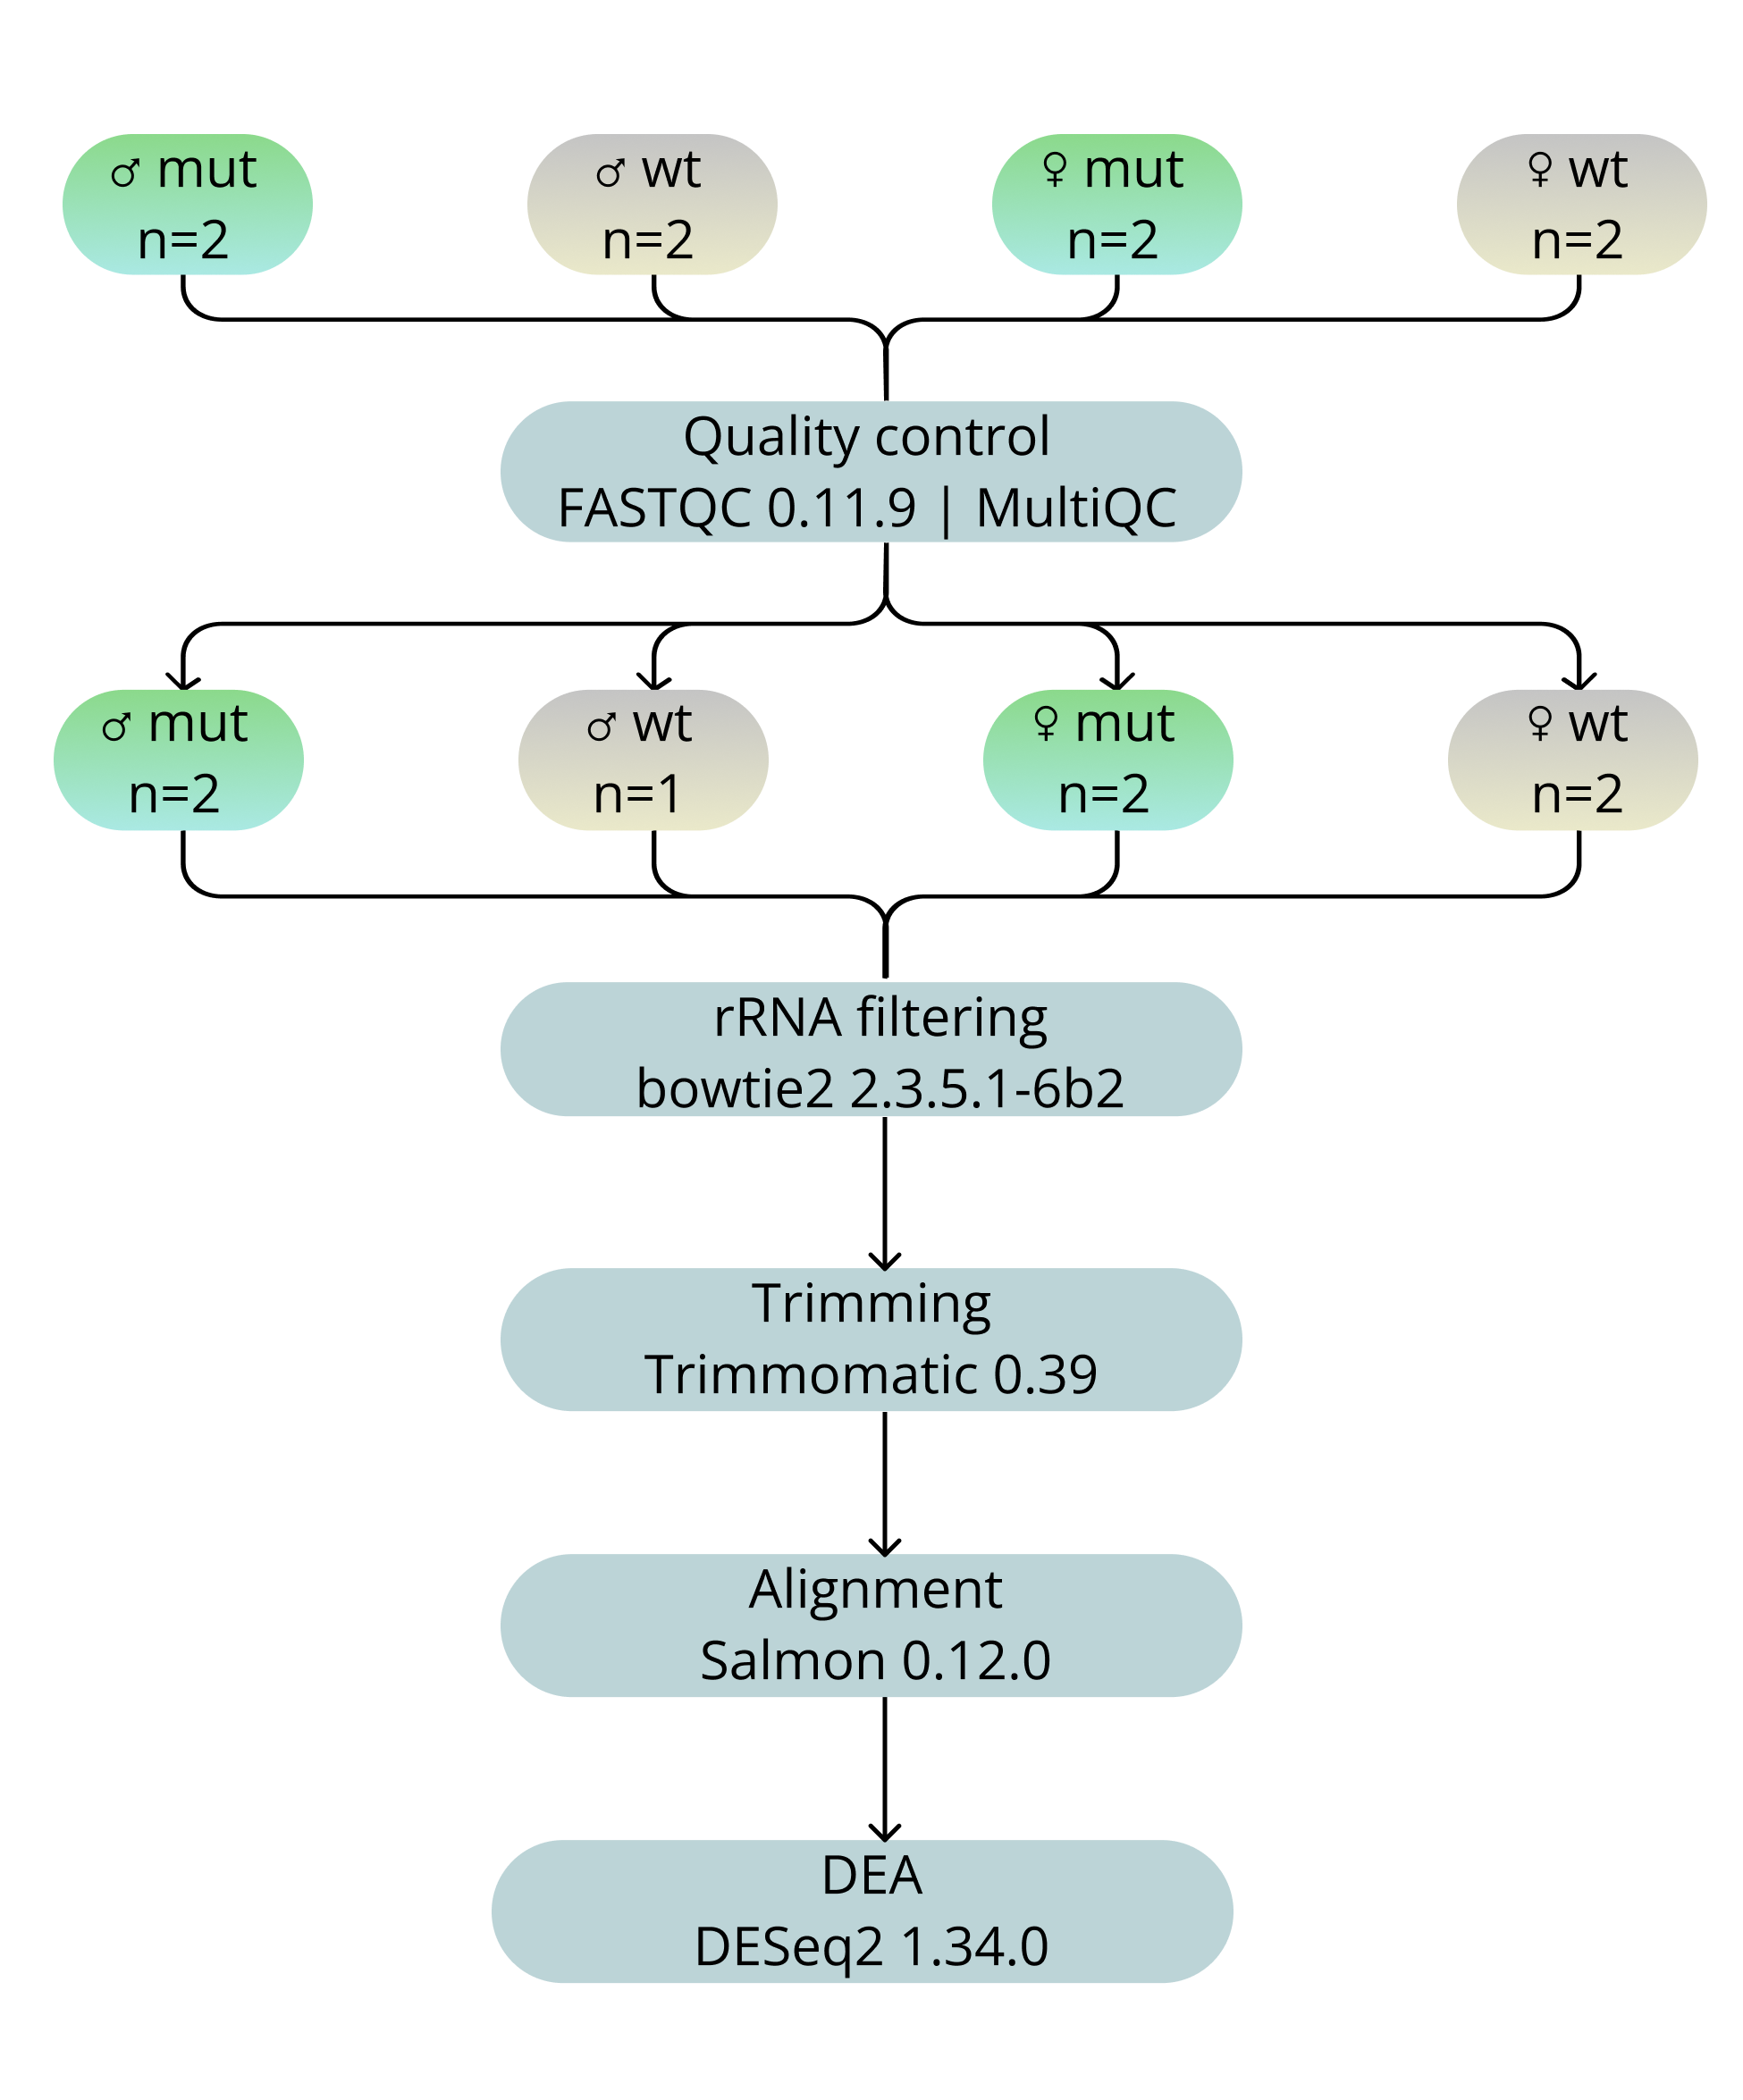 ♂ mut
n=2
♂ wt
n=2
♀ mut
n=2
♀ wt
n=2
Quality control
FASTQC 0.11.9 | MultiQC
♂ mut
n=2
♂ wt
n=1
♀ mut
n=2
♀ wt
n=2
rRNA filtering
bowtie2 2.3.5.1-6b2
Trimming
Trimmomatic 0.39
Alignment
Salmon 0.12.0
DEA
DESeq2 1.34.0